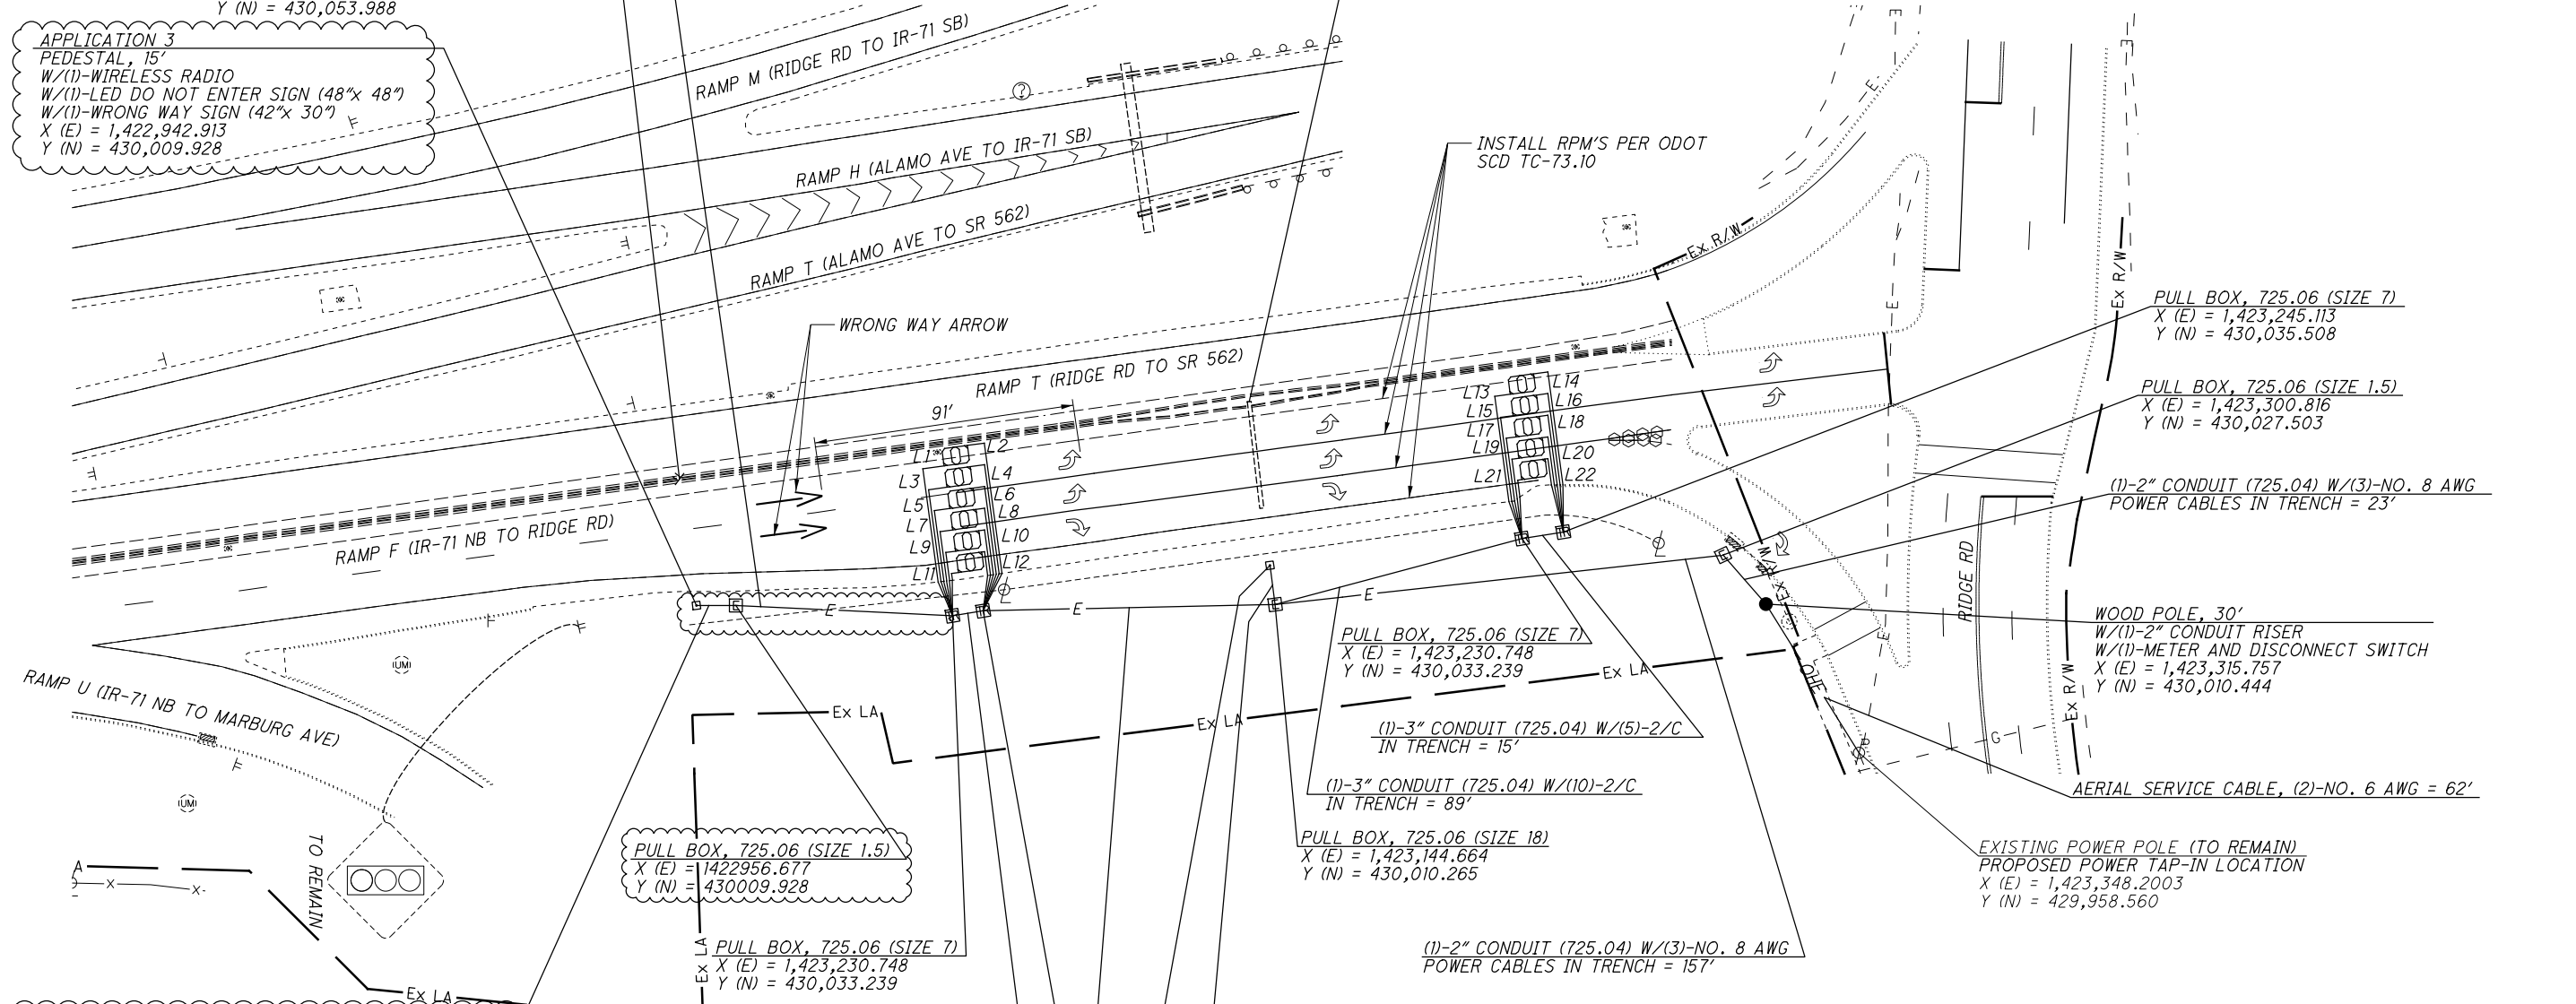 Y (N) = 430,053.988
APPLICATION 3
PEDESTAL, 15'
W/(1)-WIRELESS RADIO
W/(1)-LED DO NOT ENTER SIGN (48"x 48")
W/(1)-WRONG WAY SIGN (42"x 30")
X (E) = 1,422,942.913
Y (N) = 430,009.928
RAMP M (RIDGE RD TO IR-71 SB)
?
RAMP H (ALAMO AVE TO IR-71 SB)
RAMP T (ALAMO AVE TO SR 562)
INSTALL RPM'S PER ODOT
SCD TC-73.10
E
E
E
E
Ex R/W
Ex R/W
PULL BOX, 725.06 (SIZE 7)
X (E) = 1,423,245.113
Y (N) = 430,035.508
WRONG WAY ARROW
RAMP T (RIDGE RD TO SR 562)
91'
PULL BOX, 725.06 (SIZE 1.5)
X (E) = 1,423,300.816
Y (N) = 430,027.503
L1
L2
L3
L4
L5
L6
L7
L8
L9
L10
L11
L12
L13
L14
L15
L16
L17
L18
L19
L20
L21
L22
(1)-2" CONDUIT (725.04) W/(3)-NO. 8 AWG
POWER CABLES IN TRENCH = 23'
RAMP F (IR-71 NB TO RIDGE RD)
Ex R/W
RIDGE RD
E
E
E
E
WOOD POLE, 30'
W/(1)-2" CONDUIT RISER
W/(1)-METER AND DISCONNECT SWITCH
X (E) = 1,423,315.757
Y (N) = 430,010.444
PULL BOX, 725.06 (SIZE 7)
X (E) = 1,423,230.748
Y (N) = 430,033.239
UM
RAMP U (IR-71 NB TO MARBURG AVE)
OHE
Ex R/W
Ex LA
Ex LA
Ex LA
(1)-3" CONDUIT (725.04) W/(5)-2/C
IN TRENCH = 15'
G
(1)-3" CONDUIT (725.04) W/(10)-2/C
IN TRENCH = 89'
AERIAL SERVICE CABLE, (2)-NO. 6 AWG = 62'
UM
TO REMAIN
PULL BOX, 725.06 (SIZE 1.5)
X (E) = 1422956.677
Y (N) = 430009.928
PULL BOX, 725.06 (SIZE 18)
X (E) = 1,423,144.664
Y (N) = 430,010.265
EXISTING POWER POLE (TO REMAIN)
PROPOSED POWER TAP-IN LOCATION
X (E) = 1,423,348.2003
Y (N) = 429,958.560
A
X
X
PULL BOX, 725.06 (SIZE 7)
X (E) = 1,423,230.748
Y (N) = 430,033.239
Ex LA
(1)-2" CONDUIT (725.04) W/(3)-NO. 8 AWG
POWER CABLES IN TRENCH = 157'
Ex LA